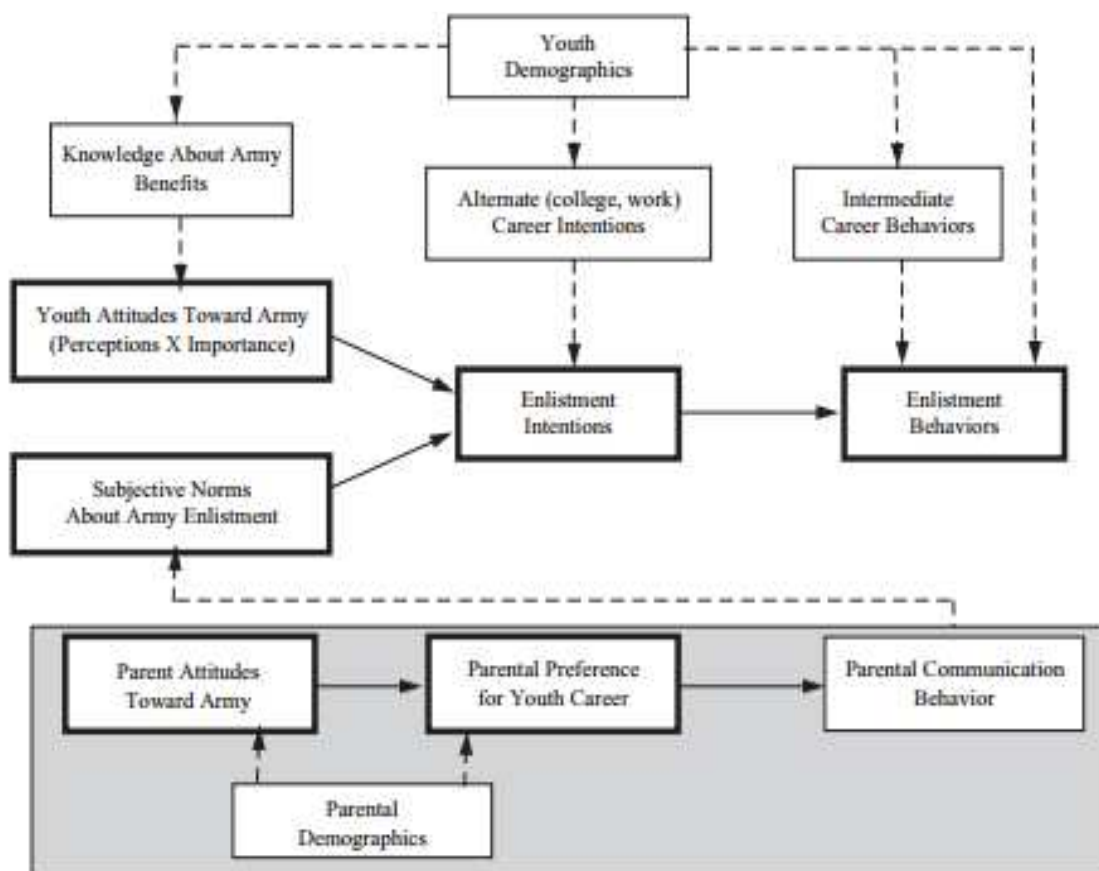 Youth
Demographics
Knowledge About Army
Benefits
Alternate (college, work)
Career Intentions
Intermediate
Career Behaviors
Youth Attitudes Toward Army
(Perceptions X Importance)
Enlistment
Intentions
Enlistment
Behaviors
Subjective Norms
About Army Enlistment
Parent Attitudes
Toward Army
Parental Preference
for Youth Career
Parental Communication
Behavior
Parental
Demographics